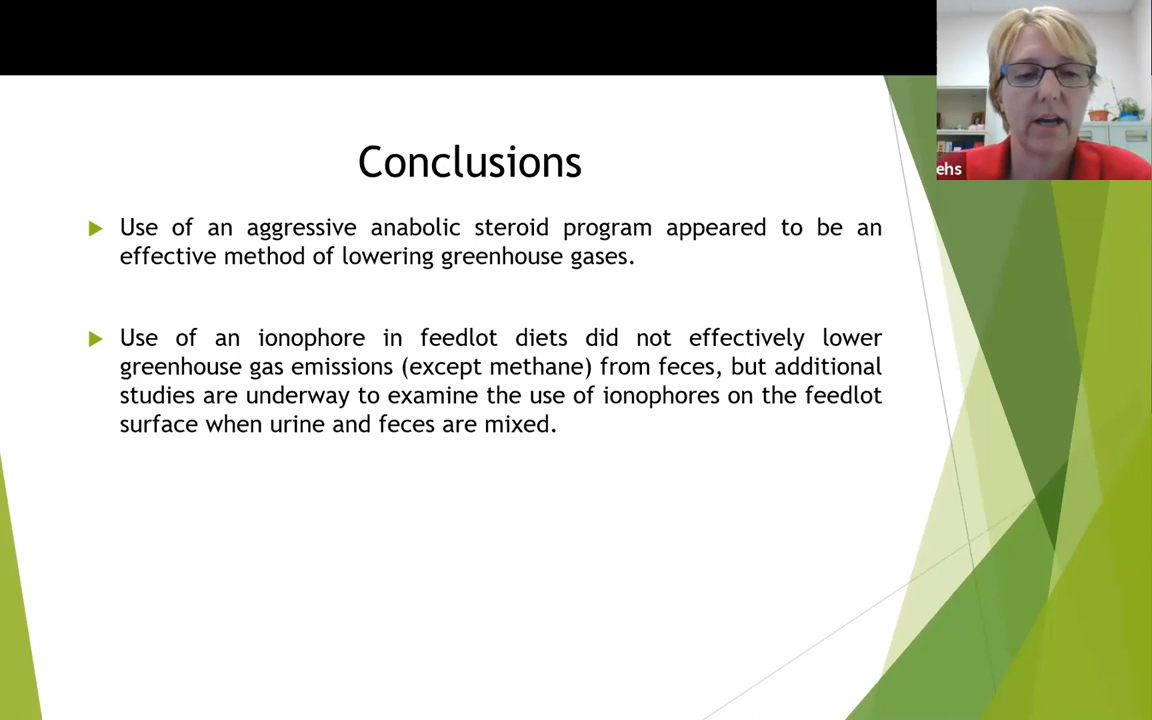 ehs
Conclusions
Use of an aggressive anabolic steroid program appeared to be an
effective method of lowering greenhouse gases.
Use of an ionophore in feedlot diets did not effectively lower
greenhouse gas emissions (except methane) from feces, but additional
studies are underway to examine the use of ionophores on the feedlot
surface when urine and feces are mixed.